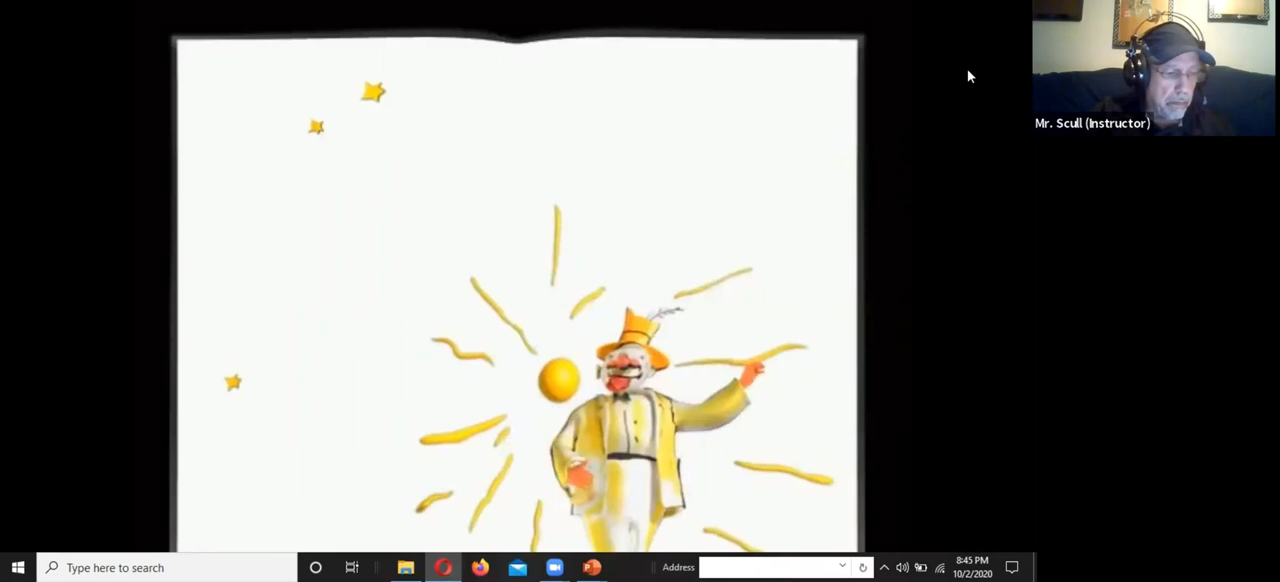 Mr. Scull (Instructor)
Type here to search
Address
8:45 PM
10/2/2020